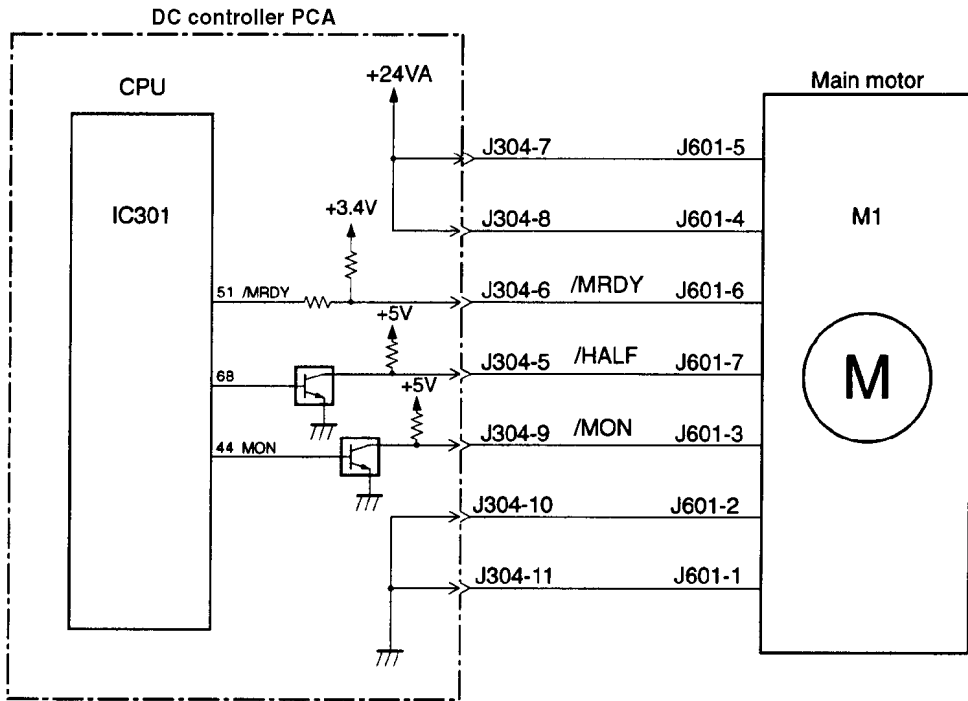 DC controller PCA
CPU
+24VA
Main motor
J304-7 J601-5
IC301
+3.4V
J304-8 J601-4
M1
51 /MRDY
J304-6 /MRDY J601-6
+5V
J304-5 /HALF J601-7
68
+5V
M
44 MON
J304-9 /MON J601-3
J304-10 J601-2
J304-11 J601-1